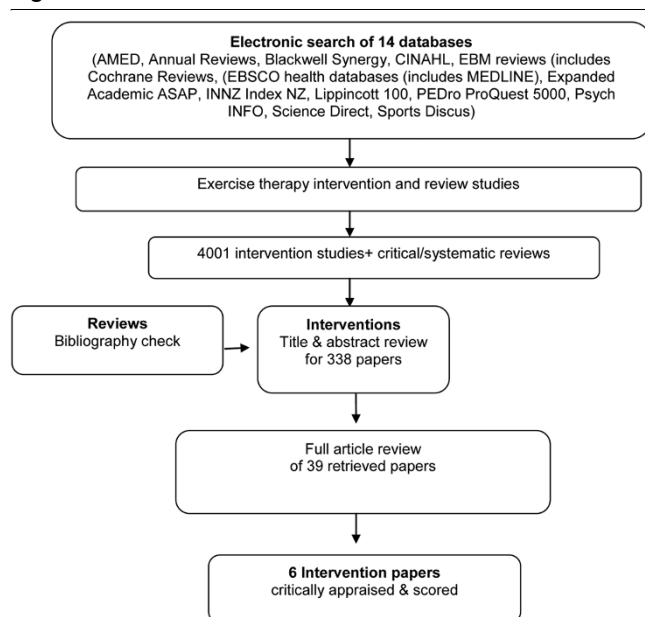 Electronic search of 14 databases
(AMED, Annual Reviews, Blackwell Synergy, CINAHL, EBM reviews (includes
Cochrane Reviews, (EBSCO health databases (includes MEDLINE), Expanded
Academic ASAP, INNZ Index NZ, Lippincott 100, PEDro ProQuest 5000, Psych
INFO, Science Direct, Sports Discus)
Exercise therapy intervention and review studies
4001 intervention studies+ critical/systematic reviews
Reviews
Bibliography check
Interventions
Title & abstract review
for 338 papers
Full article review
of 39 retrieved papers
6 Intervention papers
critically appraised & scored